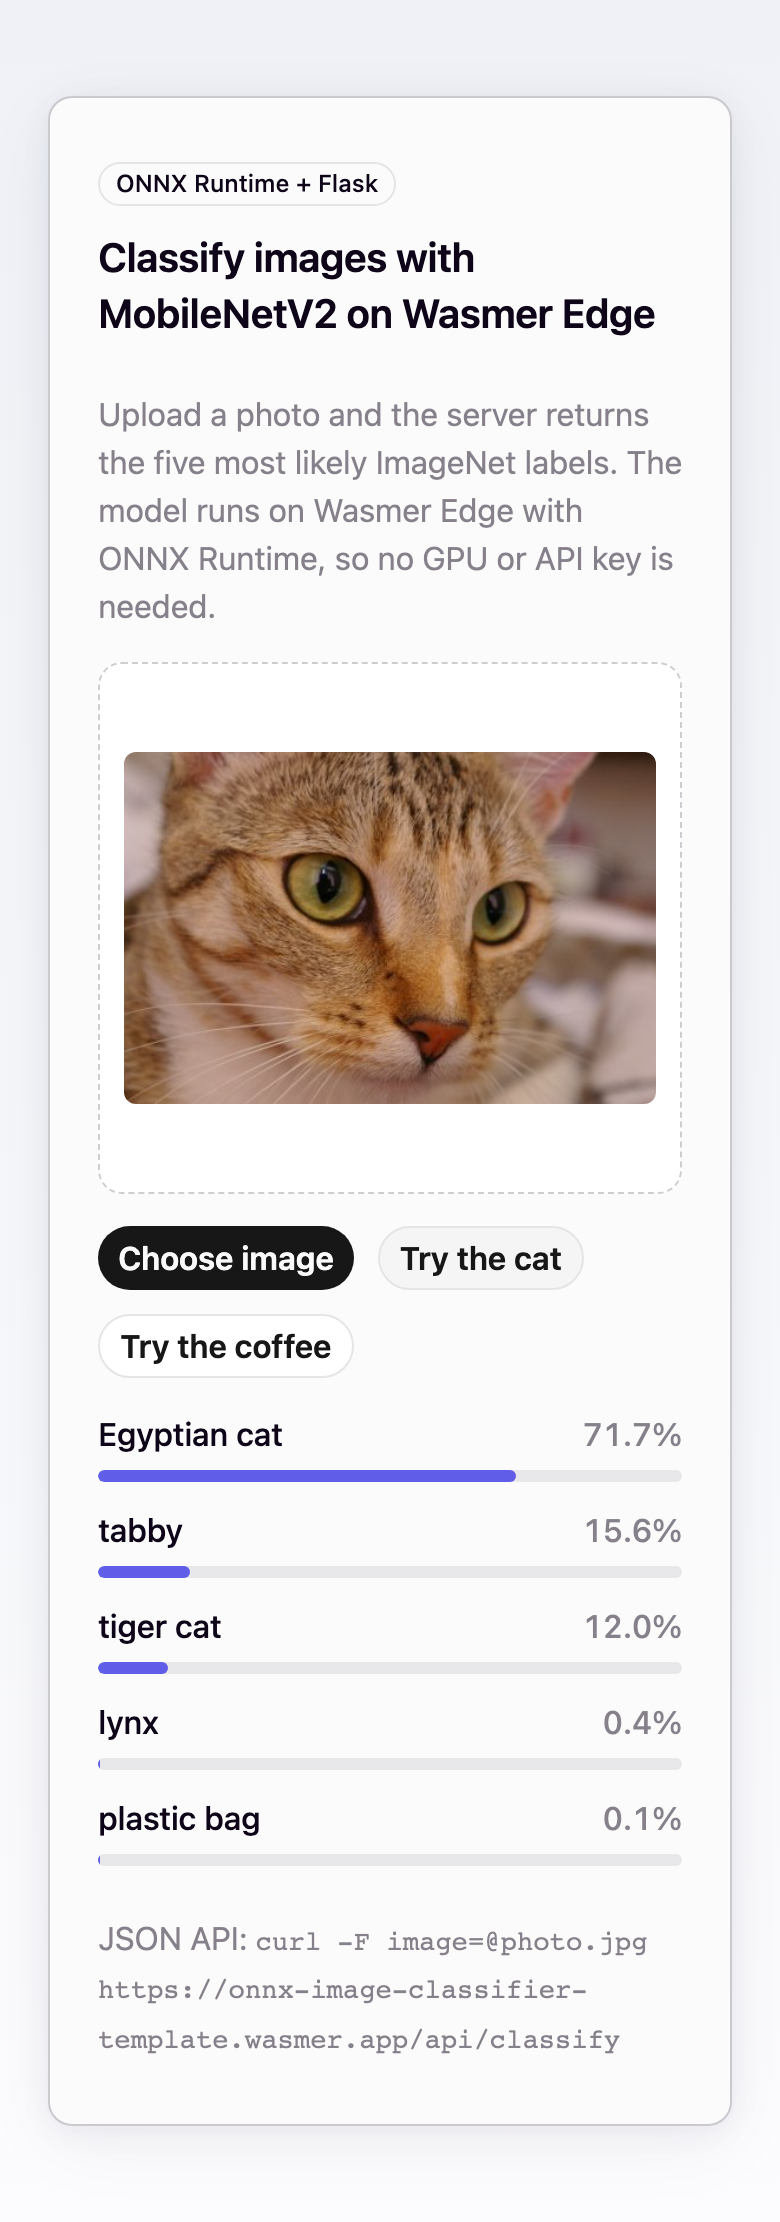 ONNX Runtime + Flask
Classify images with
MobileNetV2 on Wasmer Edge
Upload a photo and the server returns
the five most likely ImageNet labels. The
model runs on Wasmer Edge with
ONNX Runtime, so no GPU or API key is
needed.
Choose image
Try the cat
Try the coffee
Egyptian cat 71.7%
tabby 15.6%
tiger cat 12.0%
lynx 0.4%
plastic bag 0.1%
JSON API: curl -F image=@photo.jpg
https://onnx-image-classifier-
template.wasmer.app/api/classify